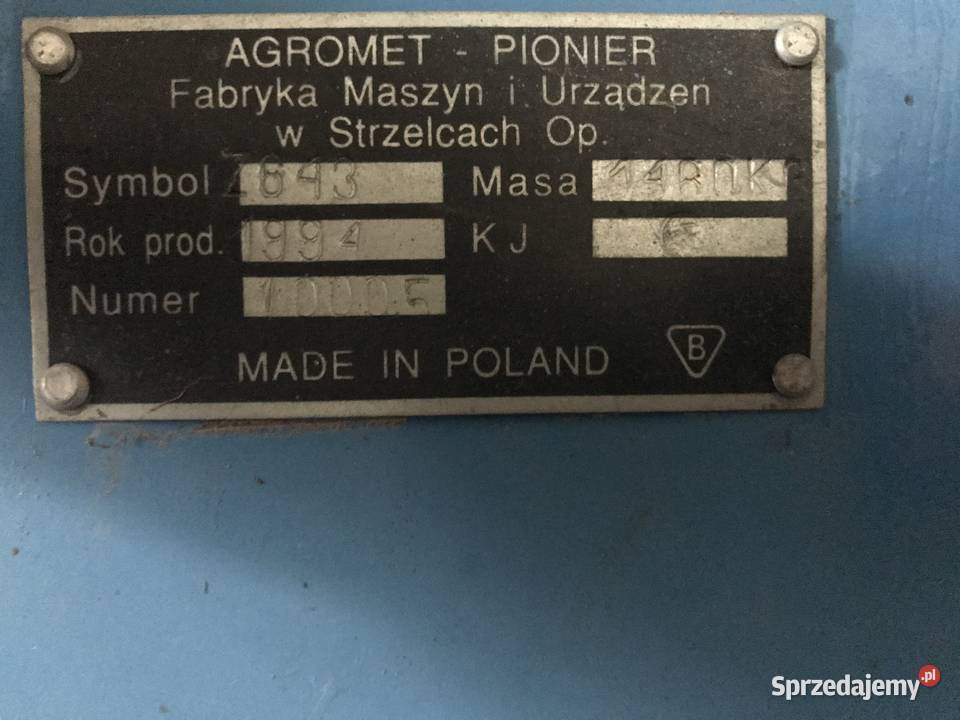 AGROMET - PIONIER
Fabryka Maszyn i Urządzen
w Strzelcach Op.
Symbol Z643 Masa
Rok prod. 1994 KJ
Numer
MADE IN POLAND B
Sprzedajemy.pl